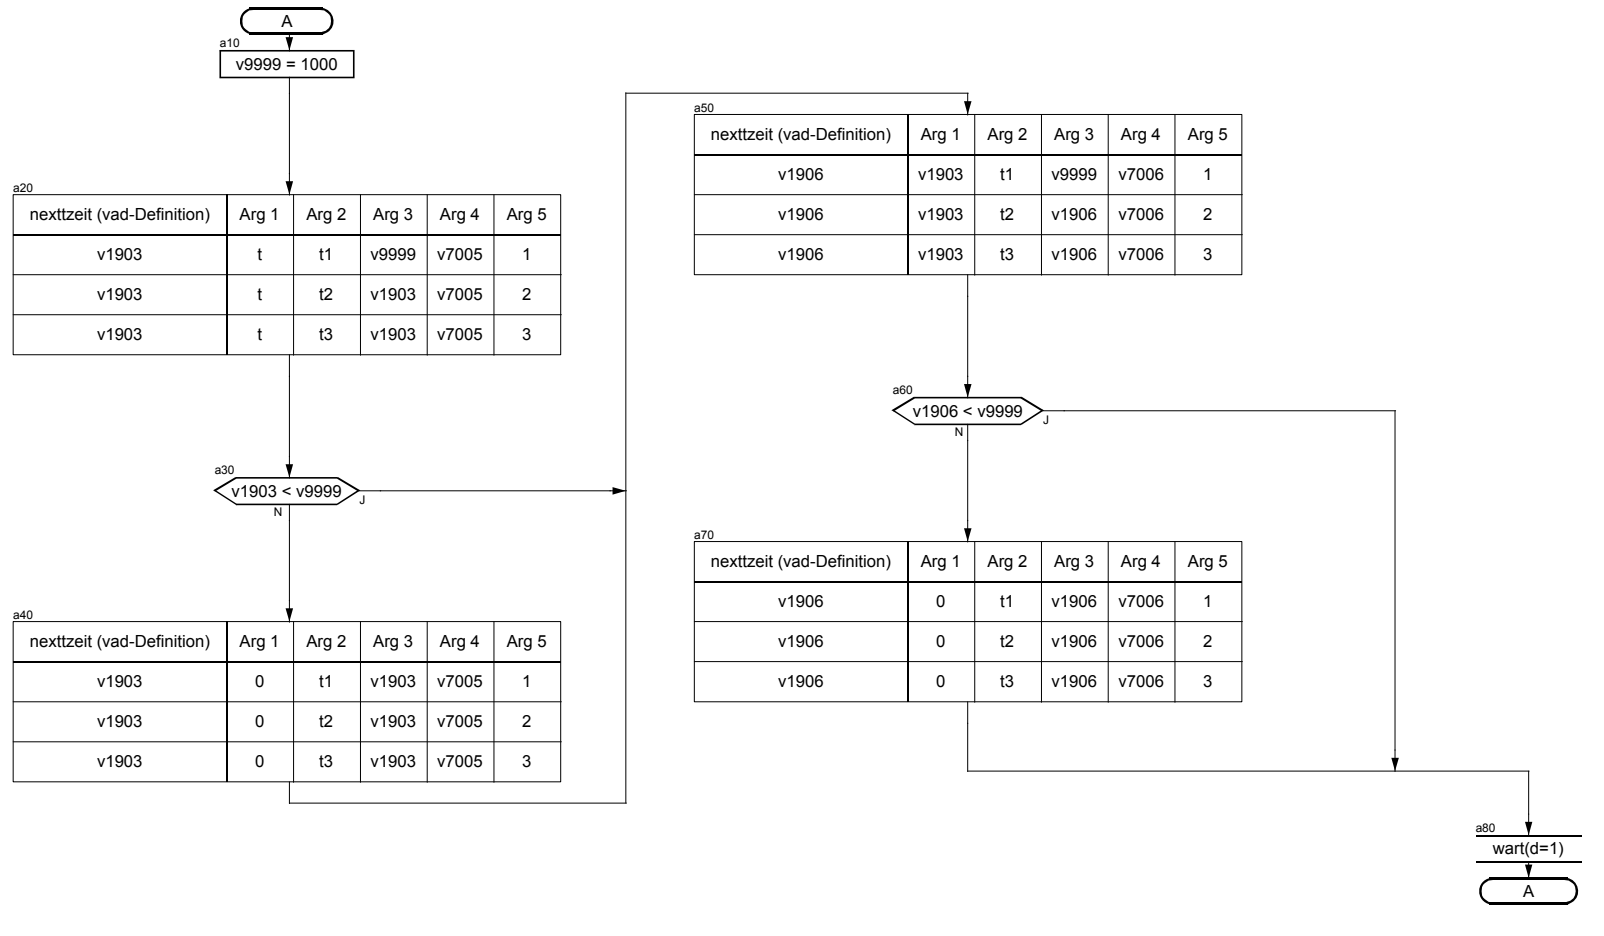 A
a10
v9999 = 1000
a20
nexttzeit (vad-Definition) Arg 1 Arg 2 Arg 3 Arg 4 Arg 5
v1903 t t1 v9999 v7005 1
v1903 t t2 v1903 v7005 2
v1903 t t3 v1903 v7005 3
a30
v1903 < v9999
J
N
a40
nexttzeit (vad-Definition) Arg 1 Arg 2 Arg 3 Arg 4 Arg 5
v1903 0 t1 v1903 v7005 1
v1903 0 t2 v1903 v7005 2
v1903 0 t3 v1903 v7005 3
a50
nexttzeit (vad-Definition) Arg 1 Arg 2 Arg 3 Arg 4 Arg 5
v1906 v1903 t1 v9999 v7006 1
v1906 v1903 t2 v1906 v7006 2
v1906 v1903 t3 v1906 v7006 3
a60
v1906 < v9999
J
N
a70
nexttzeit (vad-Definition) Arg 1 Arg 2 Arg 3 Arg 4 Arg 5
v1906 0 t1 v1906 v7006 1
v1906 0 t2 v1906 v7006 2
v1906 0 t3 v1906 v7006 3
a80
wart(d=1)
A